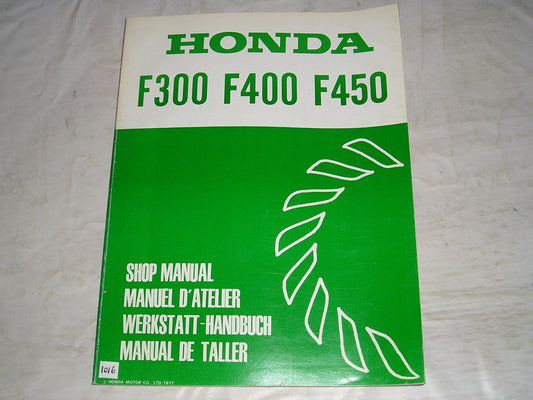 HONDA
F300 F400 F450
SHOP MANUAL
MANUEL D'ATELIER
WERKSTATT-HANDBUCH
MANUAL DE TALLER
1016
© HONDA MOTOR CO., LTD. 1977